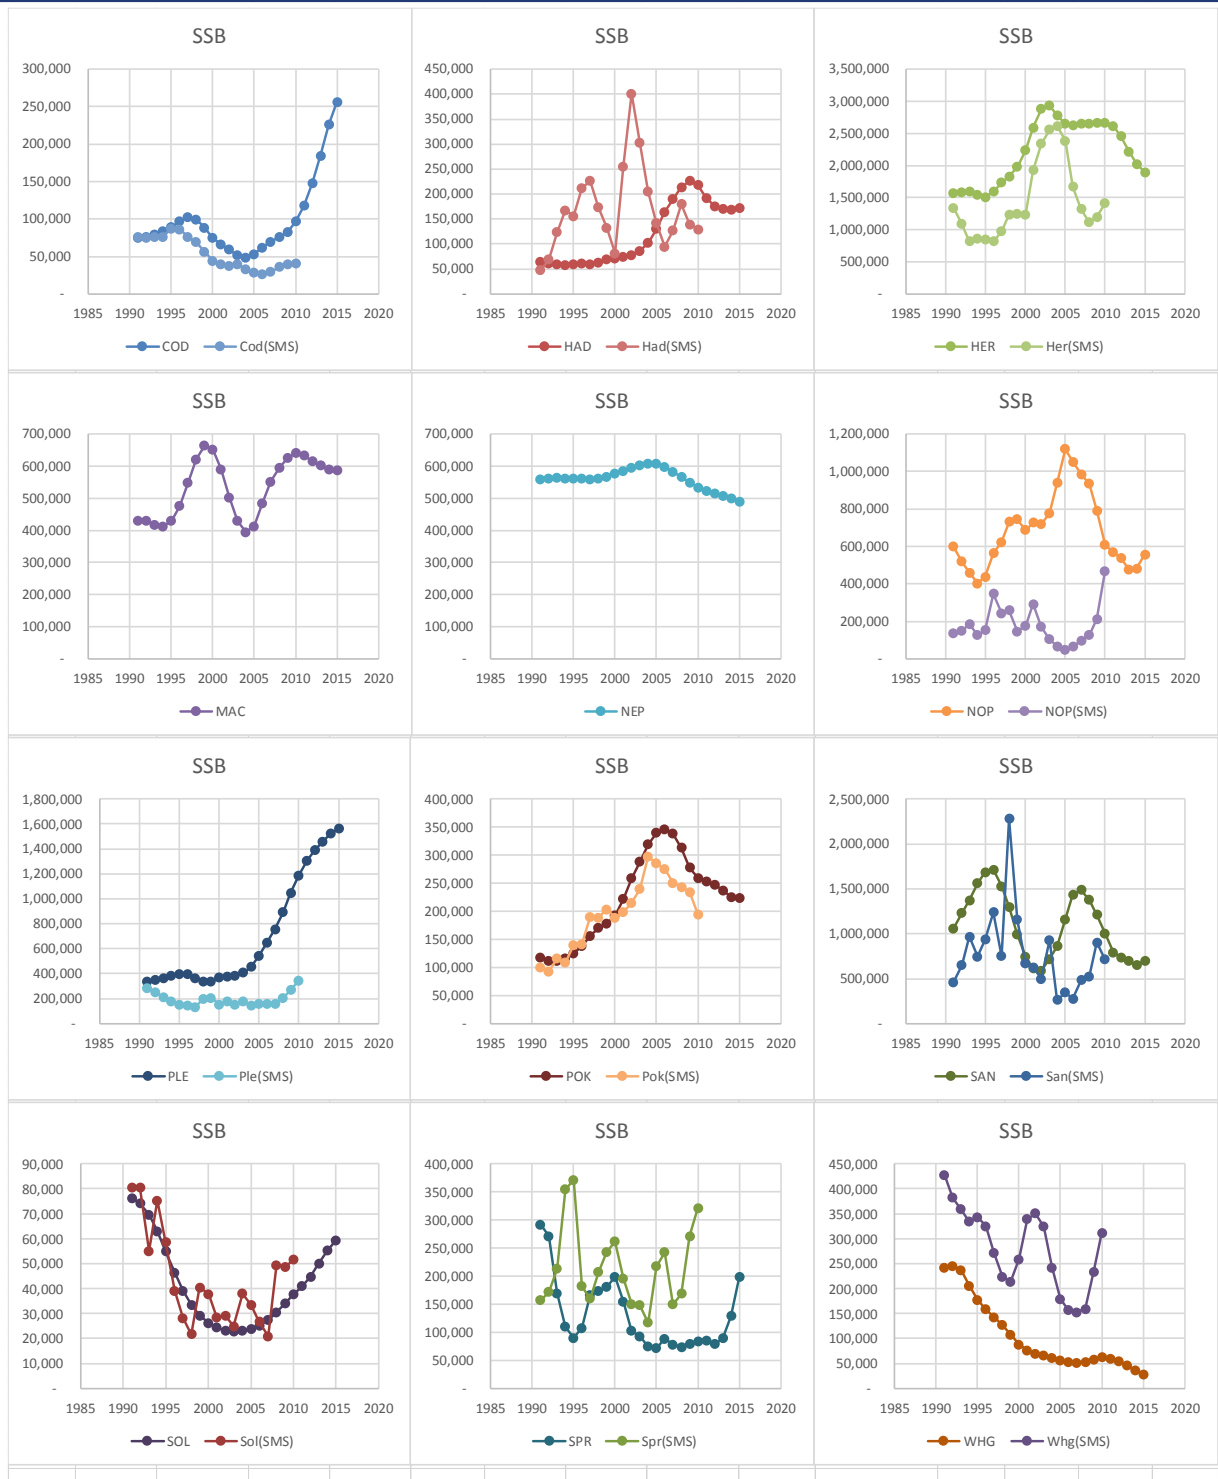 SSB
300,000
250,000
200,000
150,000
100,000
50,000
-
1985 1990 1995 2000 2005 2010 2015 2020
COD Cod(SMS)
SSB
450,000
400,000
350,000
300,000
250,000
200,000
150,000
100,000
50,000
-
1985 1990 1995 2000 2005 2010 2015 2020
HAD Had(SMS)
SSB
3,500,000
3,000,000
2,500,000
2,000,000
1,500,000
1,000,000
500,000
-
1985 1990 1995 2000 2005 2010 2015 2020
HER Her(SMS)
SSB
700,000
600,000
500,000
400,000
300,000
200,000
100,000
-
1985 1990 1995 2000 2005 2010 2015 2020
MAC
SSB
700,000
600,000
500,000
400,000
300,000
200,000
100,000
-
1985 1990 1995 2000 2005 2010 2015 2020
NEP
SSB
1,200,000
1,000,000
800,000
600,000
400,000
200,000
-
1985 1990 1995 2000 2005 2010 2015 2020
NOP NOP(SMS)
SSB
1,800,000
1,600,000
1,400,000
1,200,000
1,000,000
800,000
600,000
400,000
200,000
-
1985 1990 1995 2000 2005 2010 2015 2020
PLE Ple(SMS)
SSB
400,000
350,000
300,000
250,000
200,000
150,000
100,000
50,000
-
1985 1990 1995 2000 2005 2010 2015 2020
POK Pok(SMS)
SSB
2,500,000
2,000,000
1,500,000
1,000,000
500,000
-
1985 1990 1995 2000 2005 2010 2015 2020
SAN San(SMS)
SSB
90,000
80,000
70,000
60,000
50,000
40,000
30,000
20,000
10,000
-
1985 1990 1995 2000 2005 2010 2015 2020
SOL Sol(SMS)
SSB
400,000
350,000
300,000
250,000
200,000
150,000
100,000
50,000
-
1985 1990 1995 2000 2005 2010 2015 2020
SPR Spr(SMS)
SSB
450,000
400,000
350,000
300,000
250,000
200,000
150,000
100,000
50,000
-
1985 1990 1995 2000 2005 2010 2015 2020
WHG Whg(SMS)